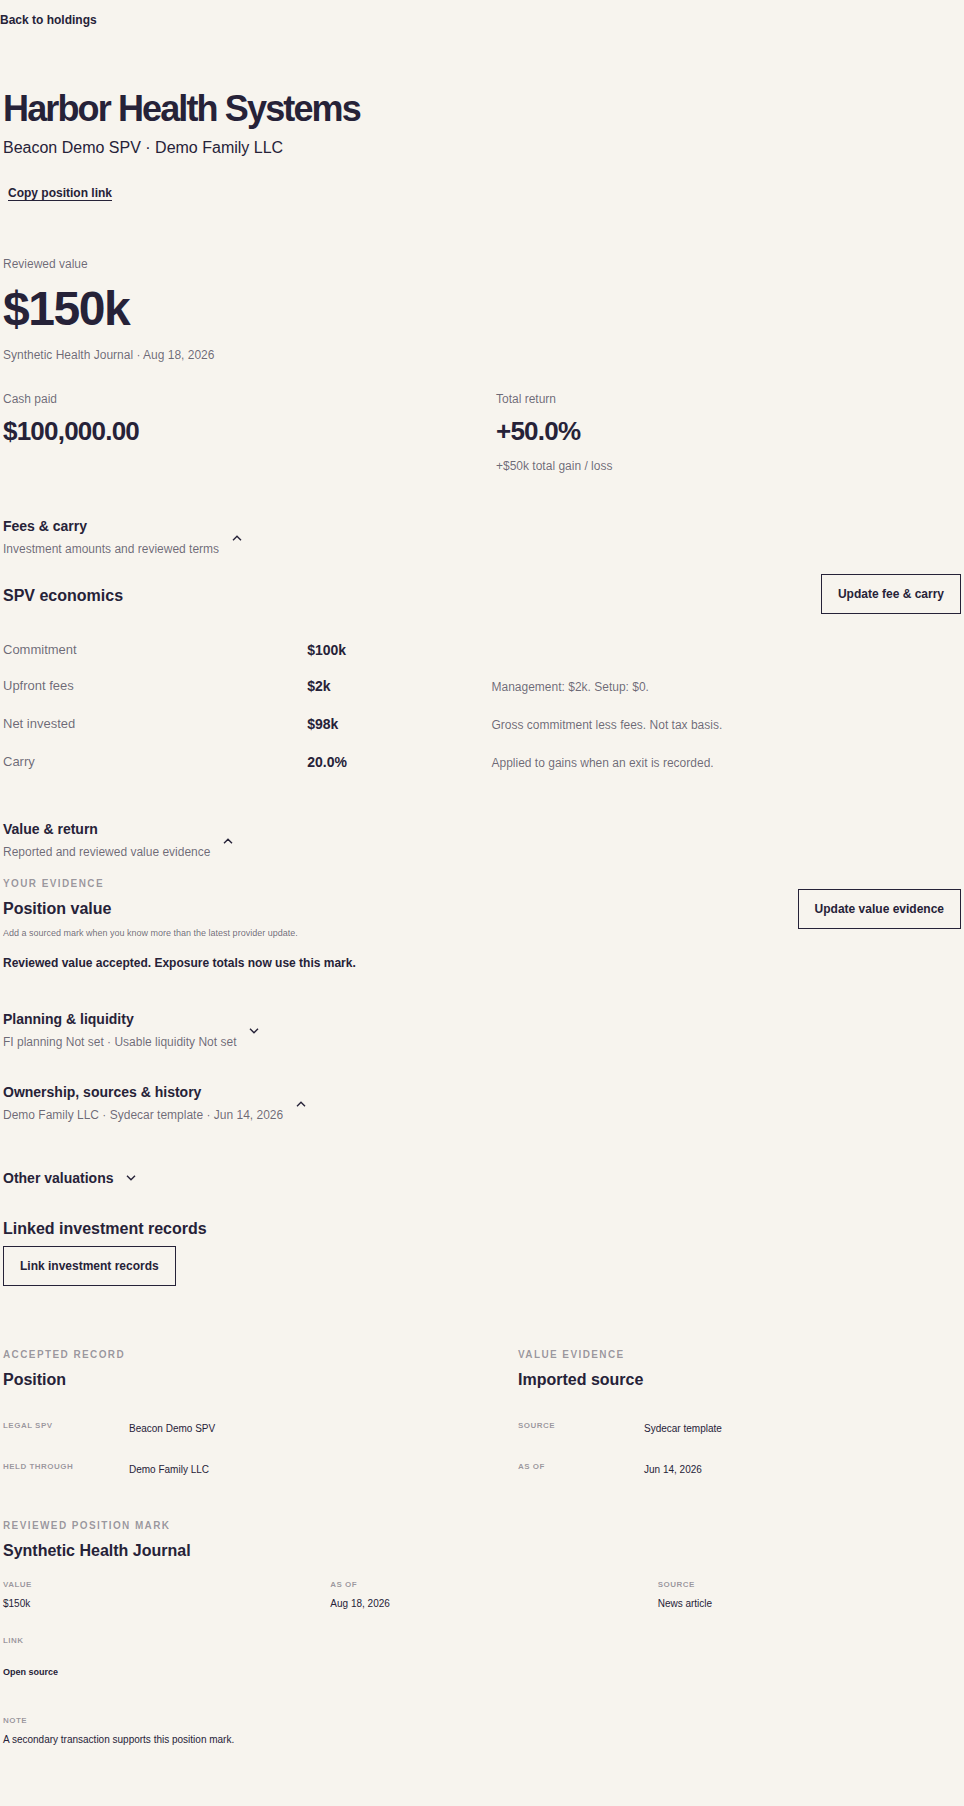 Back to holdings
Harbor Health Systems
Beacon Demo SPV · Demo Family LLC
Copy position link
Reviewed value
$150k
Synthetic Health Journal · Aug 18, 2026
Cash paid
$100,000.00
Total return
+50.0%
+$50k total gain / loss
Fees & carry
Investment amounts and reviewed terms
SPV economics
Update fee & carry
Commitment $100k
Upfront fees $2k Management: $2k. Setup: $0.
Net invested $98k Gross commitment less fees. Not tax basis.
Carry 20.0% Applied to gains when an exit is recorded.
Value & return
Reported and reviewed value evidence
YOUR EVIDENCE
Position value
Add a sourced mark when you know more than the latest provider update.
Update value evidence
Reviewed value accepted. Exposure totals now use this mark.
Planning & liquidity
FI planning Not set · Usable liquidity Not set
Ownership, sources & history
Demo Family LLC · Sydecar template · Jun 14, 2026
Other valuations
Linked investment records
Link investment records
ACCEPTED RECORD
Position
LEGAL SPV Beacon Demo SPV
HELD THROUGH Demo Family LLC
VALUE EVIDENCE
Imported source
SOURCE Sydecar template
AS OF Jun 14, 2026
REVIEWED POSITION MARK
Synthetic Health Journal
VALUE
$150k
AS OF
Aug 18, 2026
SOURCE
News article
LINK
Open source
NOTE
A secondary transaction supports this position mark.